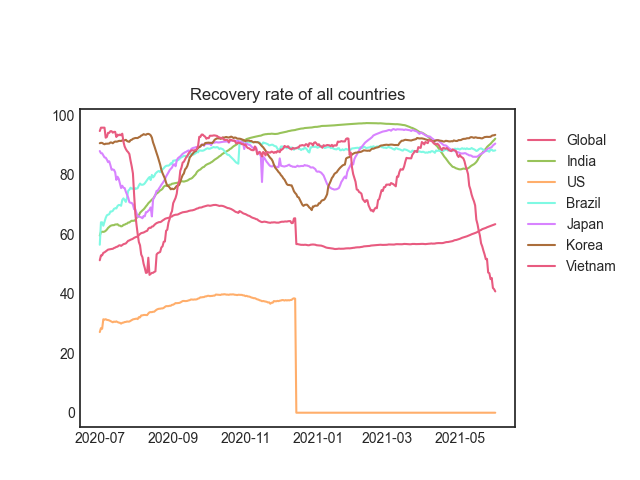 Recovery rate of all countries
100
80
60
40
20
0
2020-07
2020-09
2020-11
2021-01
2021-03
2021-05
Global
India
US
Brazil
Japan
Korea
Vietnam